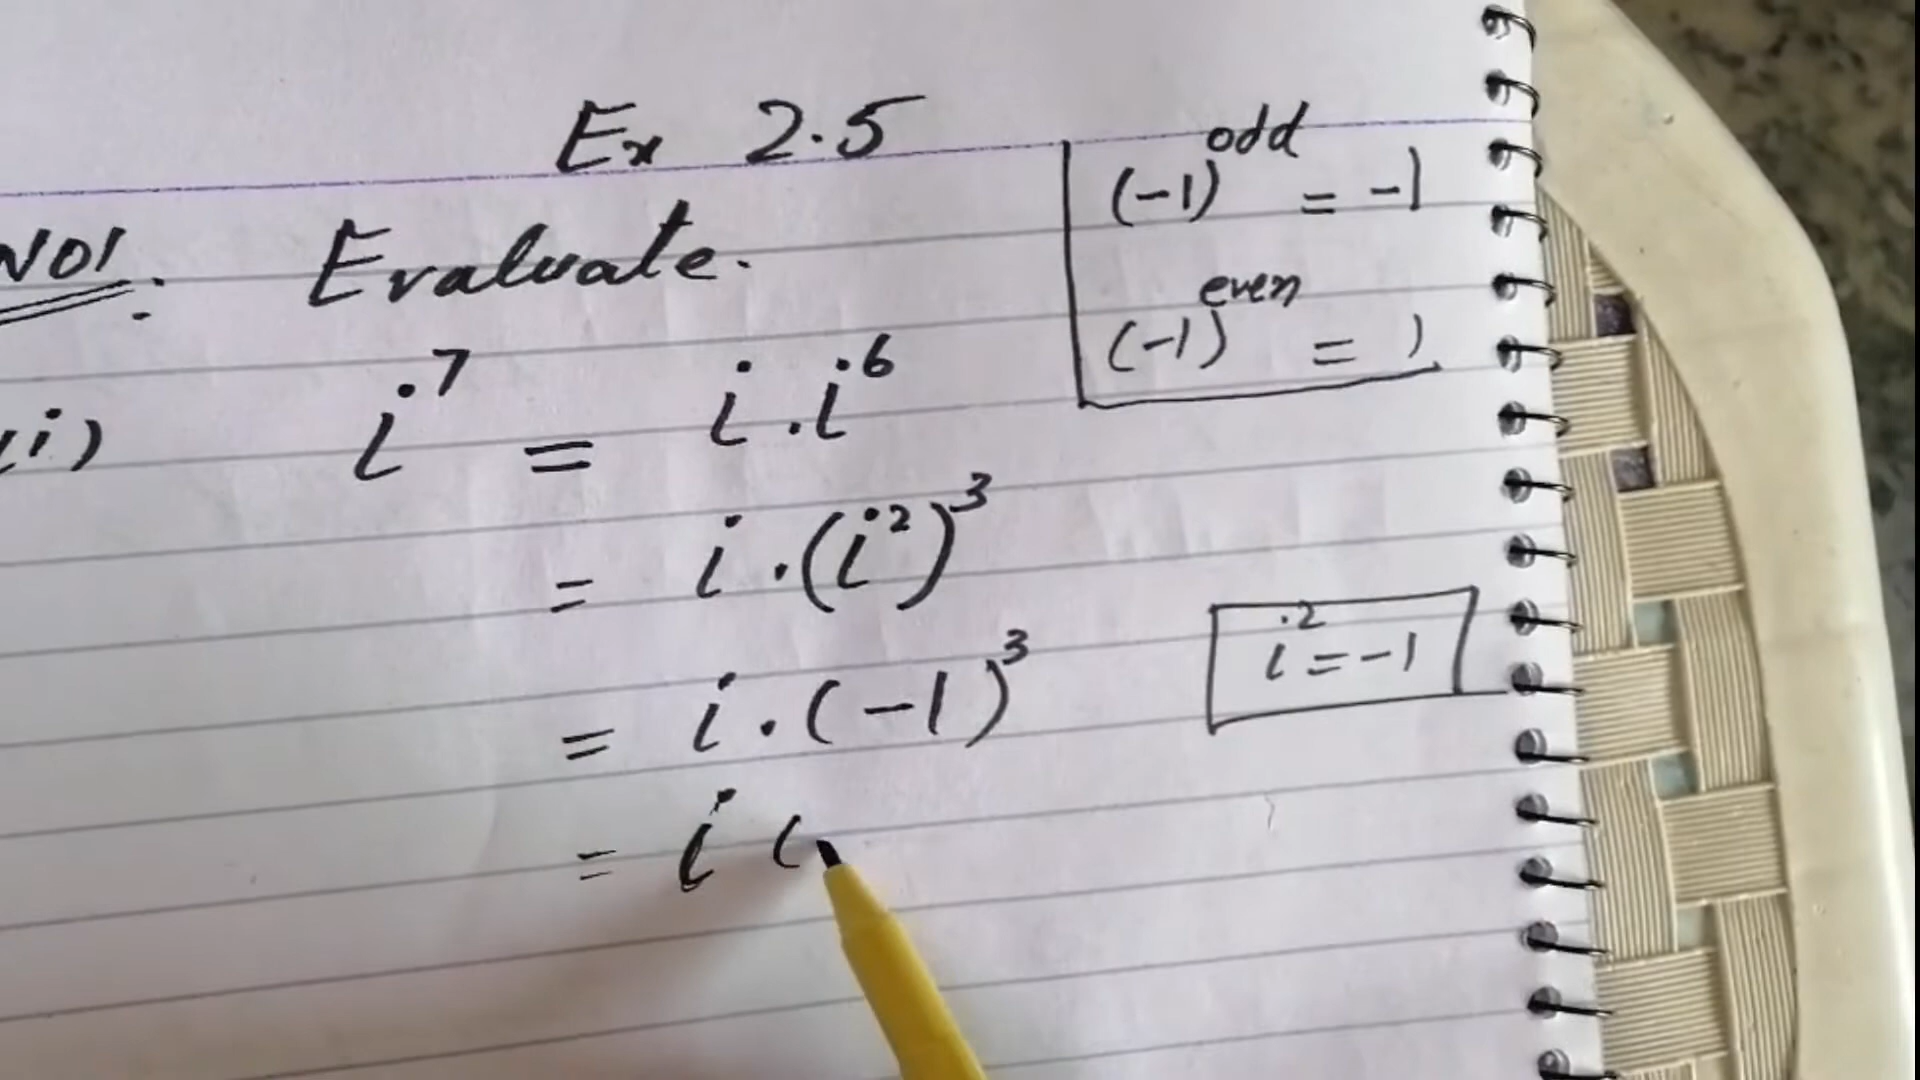 Ex 2.5
(-1)^odd = -1
NO1: Evaluate.
(-1)^even = 1
(i) i^7 = i . i^6
= i . (i^2)^3
i^2 = -1
= i . (-1)^3
= i (